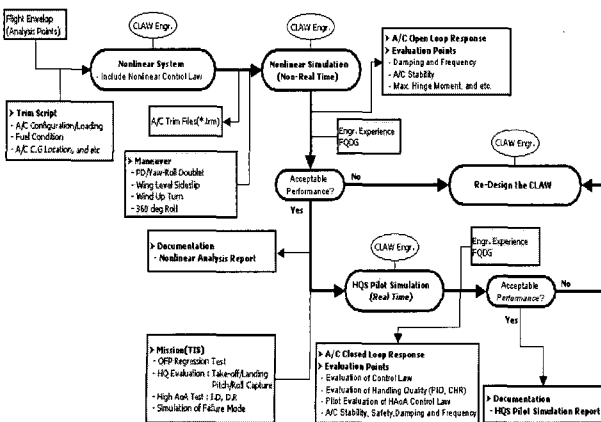 Flight Envelop
(Analysis Points)
CLAW Engr.
Nonlinear System
- Include Nonlinear Control Law
CLAW Engr.
Nonlinear Simulation
(Non-Real Time)
> A/C Open Loop Response
> Evaluation Points
- Damping and Frequency
- A/C Stability
- Max. Hinge Moment, and etc.
> Trim Script
- A/C Configuration/Loading
- Fuel Condition
- A/C C.G Location, and etc
A/C Trim Files(*.trm)
Engr. Experience
FQDG
> Maneuver
- PD/Yaw-Roll Doublet
- Wing Level Sideslip
- Wind Up Turn
- 360 deg Roll
Acceptable
Performance?
No
Yes
CLAW Engr.
Re-Design the CLAW
> Documentation
- Nonlinear Analysis Report
CLAW Engr.
HQS Pilot Simulation
(Real Time)
Engr. Experience
FQDG
Acceptable
Performance?
No
Yes
> Mission(TIS)
- OFP Regression Test
- HQ Evaluation : Take-off/Landing
Pitch/Roll Capture
- High AoA Test : I.D, D.R
- Simulation of Failure Mode
> A/C Closed Loop Response
> Evaluation Points
- Evaluation of Control Law
- Evaluation of Handling Quality (PIO, CHR)
- Pilot Evaluation of HAoA Control Law
- A/C Stability, Safety, Damping and Frequency
> Documentation
- HQS Pilot Simulation Report